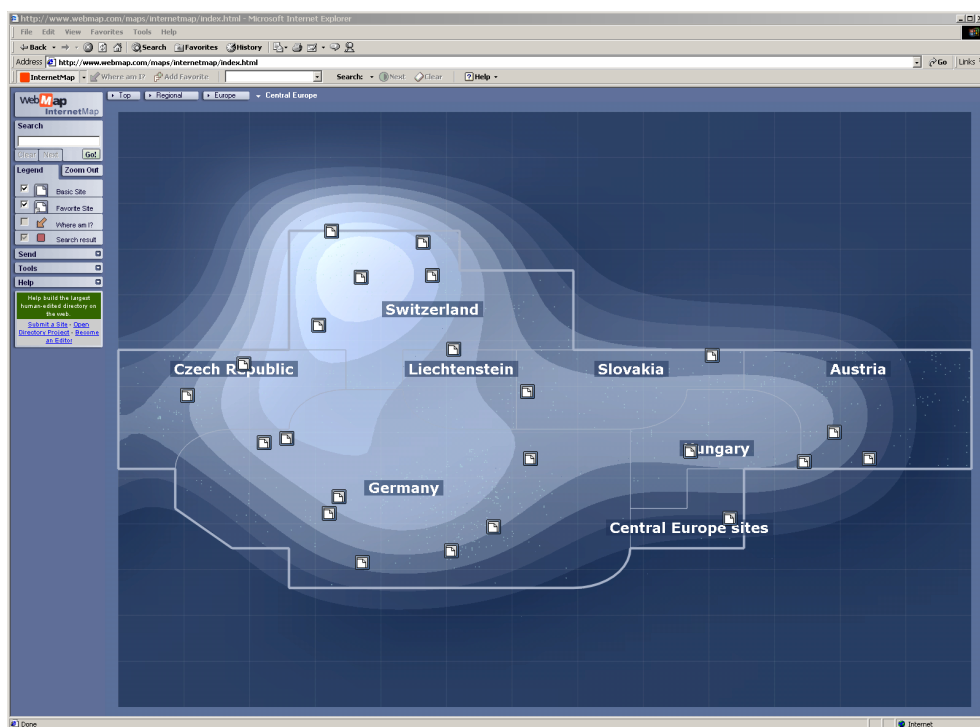 http://www.webmap.com/maps/internetmap/index.html - Microsoft Internet Explorer
File Edit View Favorites Tools Help
Back Search Favorites History
Address http://www.webmap.com/maps/internetmap/index.html Go Links
InternetMap Where am I? Add Favorite Search: Next Clear Help
WebMap
InternetMap
Top Regional Europe Central Europe
Search
Clear Next Go!
Legend Zoom Out
Basic Site
Favorite Site
Where am I?
Search result
Send
Tools
Help
Help build the largest
human-edited directory on
the web.
Submit a Site - Open
Directory Project - Become
an Editor
Switzerland
Czech Republic Liechtenstein Slovakia Austria
Hungary
Germany
Central Europe sites
Done Internet